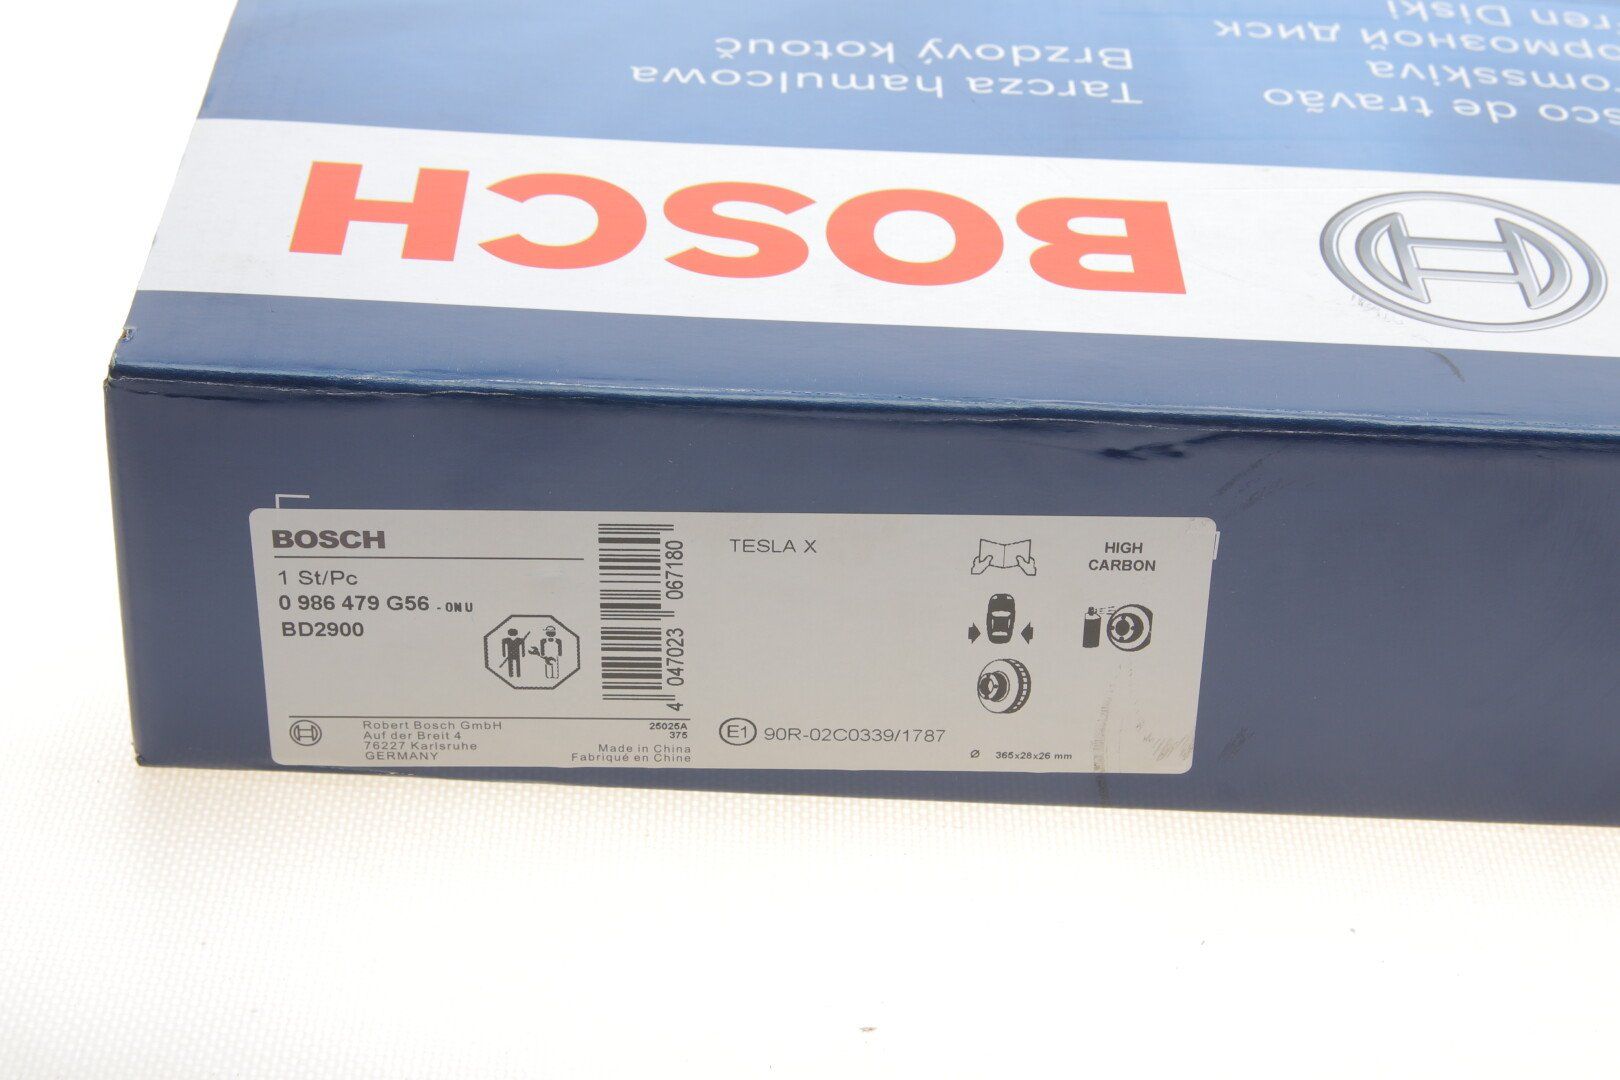 BOSCH
Tarcza hamulcowa
Brzdový kotouč
de travão
BOSCH
1 St/Pc
0 986 479 G56 - 0NU
BD2900
4 047023 067180
Robert Bosch GmbH
Auf der Breit 4
76227 Karlsruhe
GERMANY
25025A
375
Made in China
Fabriqué en Chine
TESLA X
E1 90R-02C0339/1787
HIGH
CARBON
Ø 365x28x26 mm